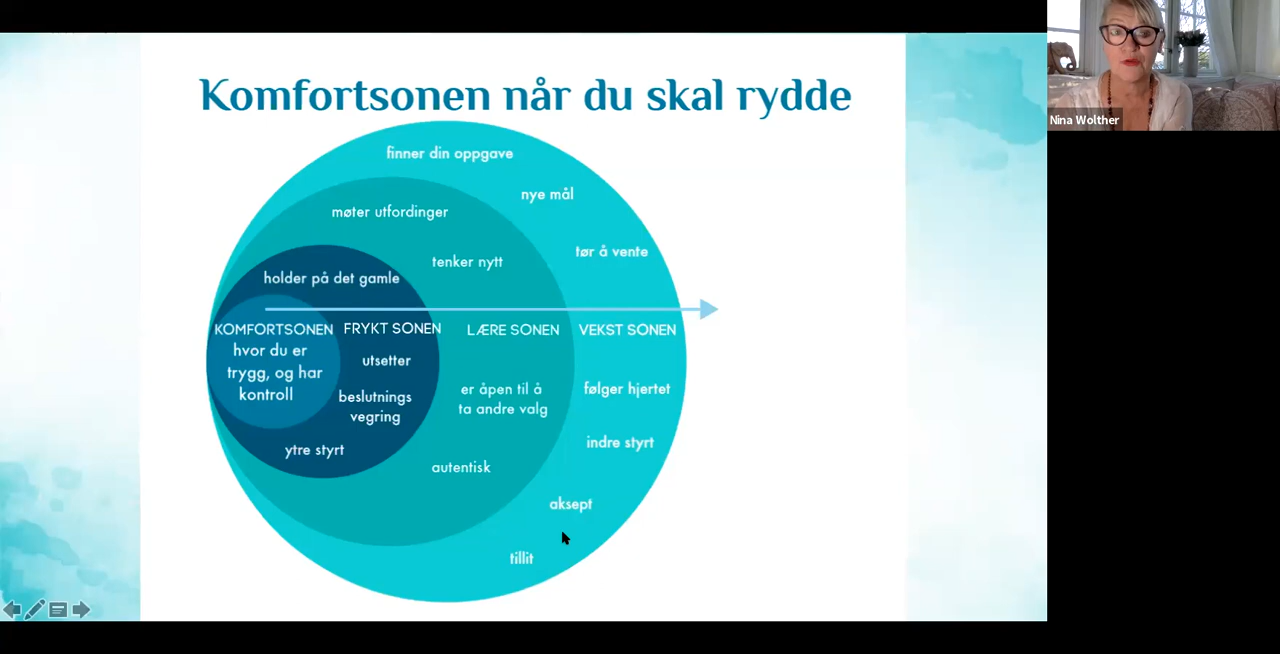 Komfortsonen når du skal rydde
Nina Wolther
finner din oppgave
nye mål
møter utfordinger
tør å vente
tenker nytt
holder på det gamle
KOMFORTSONEN
FRYKT SONEN
LÆRE SONEN
VEKST SONEN
hvor du er
trygg, og har
kontroll
utsetter
beslutnings
vegring
ytre styrt
er åpen til å
ta andre valg
autentisk
følger hjertet
indre styrt
aksept
tillit